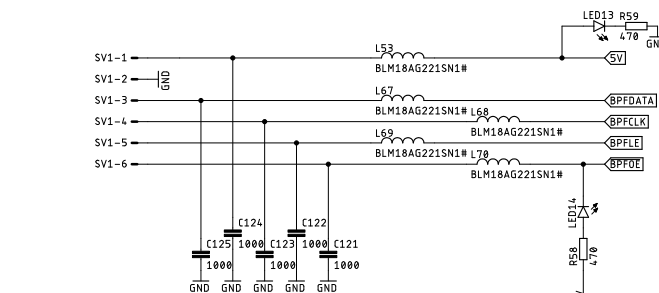 LED13 R59
470
GN
SV1-1
L53
5V
BLM18AG221SN1#
SV1-2
GND
SV1-3
L67
BPFDATA
BLM18AG221SN1#
L68
SV1-4
BPFCLK
BLM18AG221SN1#
SV1-5
L69
BPFLE
BLM18AG221SN1#
L70
SV1-6
BPFOE
BLM18AG221SN1#
LED14
C124
1000
C122
1000
C125
1000
C123
1000
C121
1000
R58
470
GND GND GND GND GND